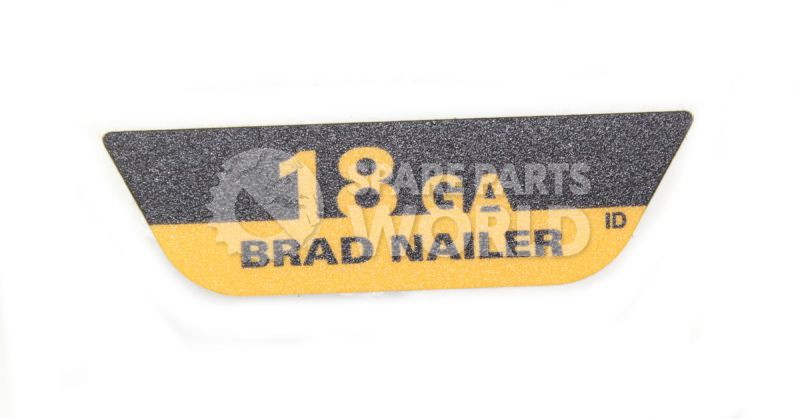 18 GA
BRAD NAILER
ID
SPARE PARTS
WORLD